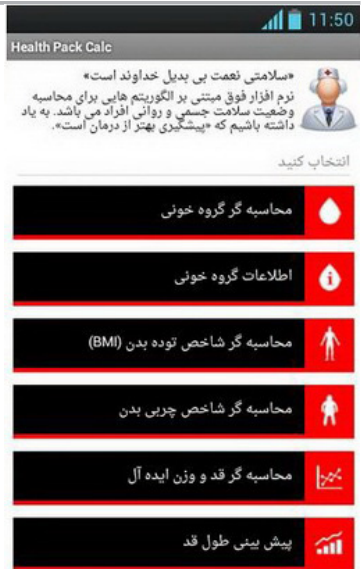 11:50
Health Pack Calc
«سلامتی نعمت بی بدیل خداوند است»
نرم افزار فوق مبتنی بر الگوریتم هایی برای محاسبه
وضعیت سلامت جسمی و روانی افراد می باشد. به یاد
داشته باشیم که «پیشگیری بهتر از درمان است».
انتخاب کنید
محاسبه گر گروه خونی
اطلاعات گروه خونی
محاسبه گر شاخص توده بدن (BMI)
محاسبه گر شاخص چربی بدن
محاسبه گر قد و وزن ایده آل
پیش بینی طول قد